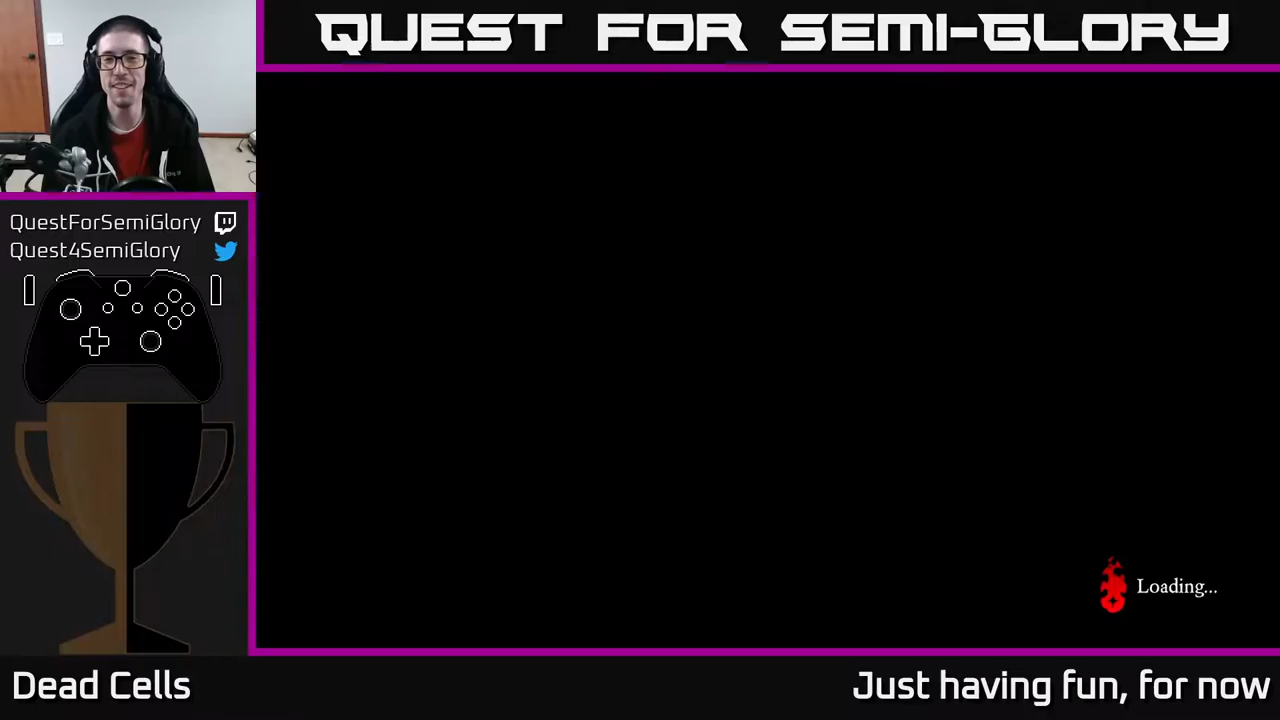 QUEST FOR SEMI-GLORY
QuestForSemiGlory
Quest4SemiGlory
Loading...
Dead Cells
Just having fun, for now